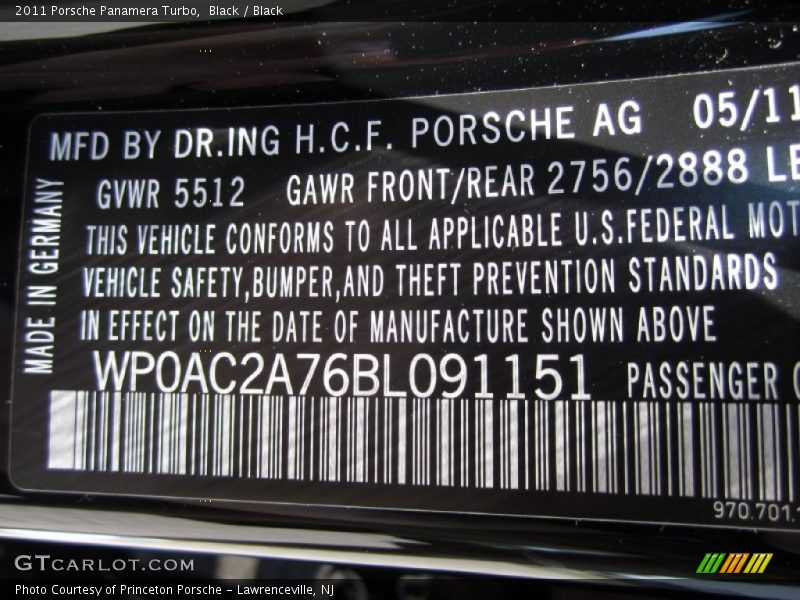 2011 Porsche Panamera Turbo,  Black / Black
MFD BY DR.ING H.C.F. PORSCHE AG 05/11
GVWR 5512 GAWR FRONT/REAR 2756/2888
THIS VEHICLE CONFORMS TO ALL APPLICABLE U.S.FEDERAL
VEHICLE SAFETY,BUMPER,AND THEFT PREVENTION STANDARDS
IN EFFECT ON THE DATE OF MANUFACTURE SHOWN ABOVE
MADE IN GERMANY
WP0AC2A76BL091151 PASSENGER
970.701.
GTCARLOT.COM
Photo Courtesy of Princeton Porsche - Lawrenceville, NJ